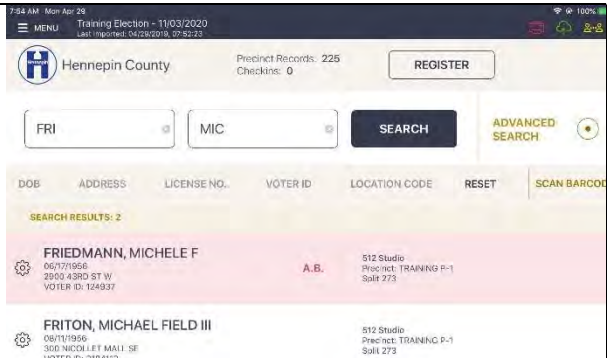 7:54 AM Mon Apr 29
100%
MENU
Training Election - 11/03/2020
Last Imported: 04/29/2019, 07:52:23
Hennepin County
Precinct Records: 225
Checkins: 0
REGISTER
FRI
MIC
SEARCH
ADVANCED SEARCH
DOB ADDRESS LICENSE NO. VOTER ID LOCATION CODE RESET SCAN BARCOD
SEARCH RESULTS: 2
FRIEDMANN, MICHELE F
06/17/1956
2900 43RD ST W
VOTER ID: 124937
A.B.
512 Studio
Precinct: TRAINING P-1
Split 273
FRITON, MICHAEL FIELD III
08/11/1956
300 NICOLLET MALL SE
VOTER ID:
512 Studio
Precinct: TRAINING P-1
Split 273